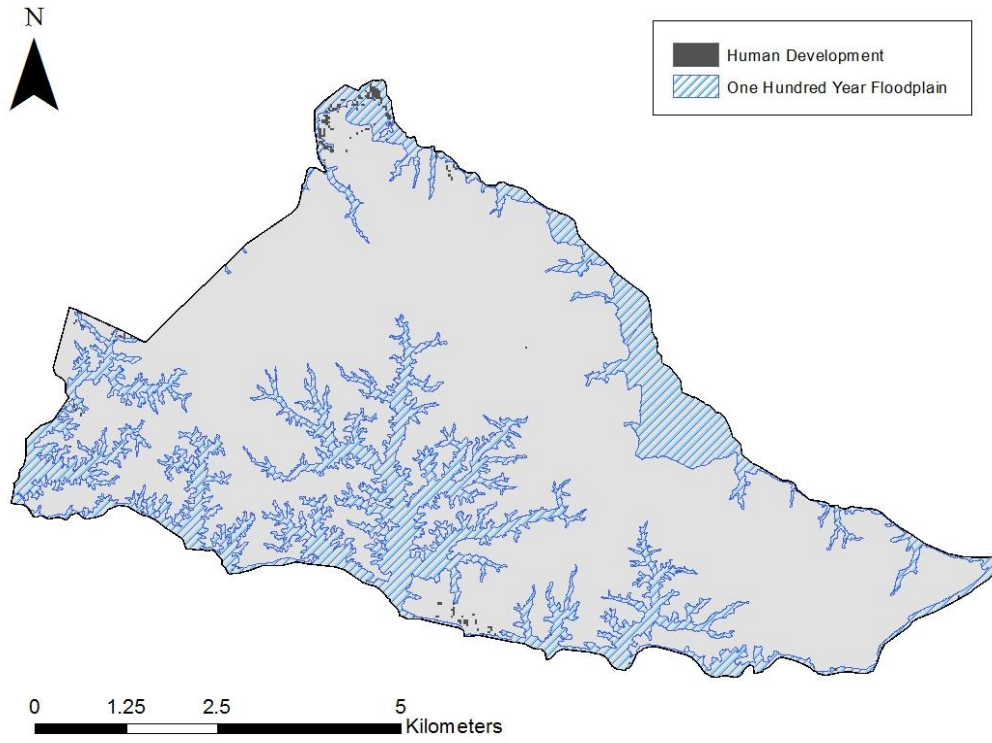 N
Human Development
One Hundred Year Floodplain
0 1.25 2.5 5
Kilometers